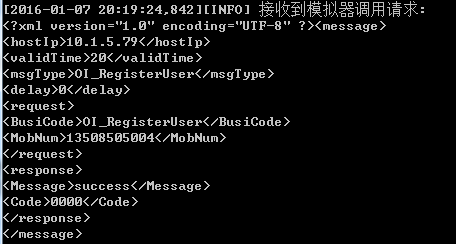 [2016-01-07 20:19:24,842][INFO] 接收到模拟器调用请求:
<?xml version="1.0" encoding="UTF-8" ?><message>
<hostIp>10.1.5.79</hostIp>
<validTime>20</validTime>
<msgType>OI_RegisterUser</msgType>
<delay>0</delay>
<request>
<BusiCode>OI_RegisterUser</BusiCode>
<MobNum>13508505004</MobNum>
</request>
<response>
<Message>success</Message>
<Code>0000</Code>
</response>
</message>